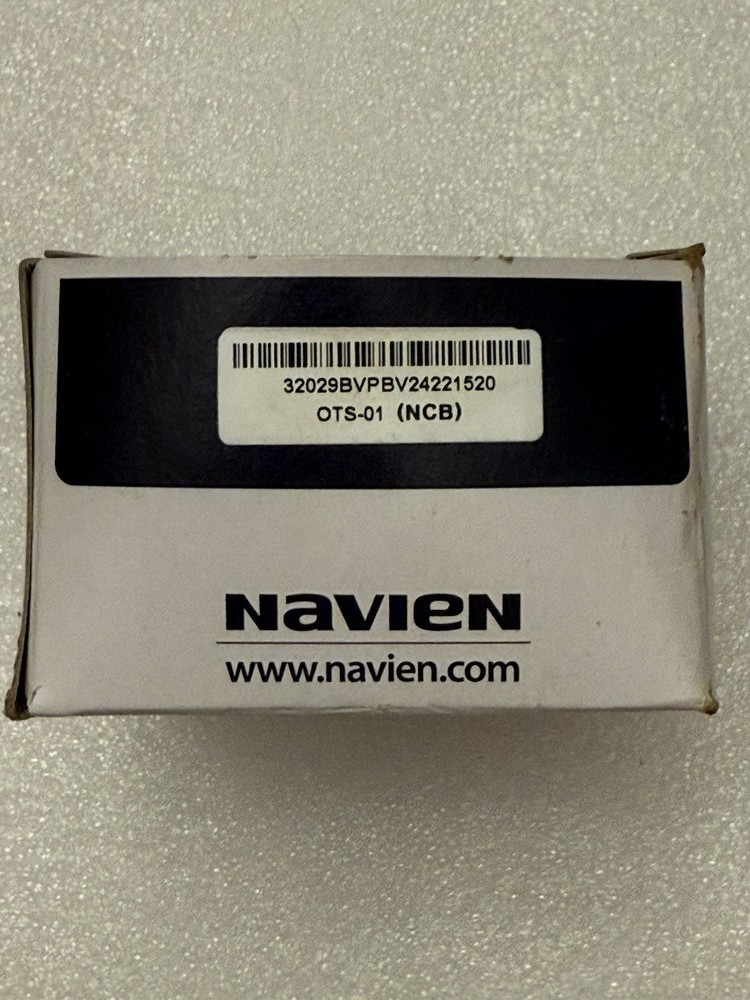 32029BVPBV24221520
OTS-01 (NCB)
NAVIEN
www.navien.com